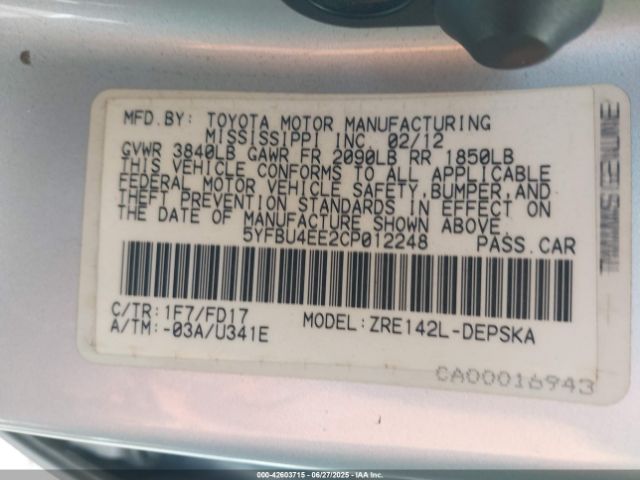 MFD.BY: TOYOTA MOTOR MANUFACTURING
MISSISSIPPI INC. 02/12
GVWR 3840LB GAWR FR 2090LB RR 1850LB
THIS VEHICLE CONFORMS TO ALL APPLICABLE
FEDERAL MOTOR VEHICLE SAFETY,BUMPER,AND
THEFT PREVENTION STANDARDS IN EFFECT ON
THE DATE OF MANUFACTURE SHOWN ABOVE.
5YFBU4EE2CP012248 PASS.CAR
C/TR: 1F7/FD17
A/TM: -03A/U341E
MODEL: ZRE142L-DEPSKA
CA00016943
000-42603715 - 06/27/2025 - IAAI.COM